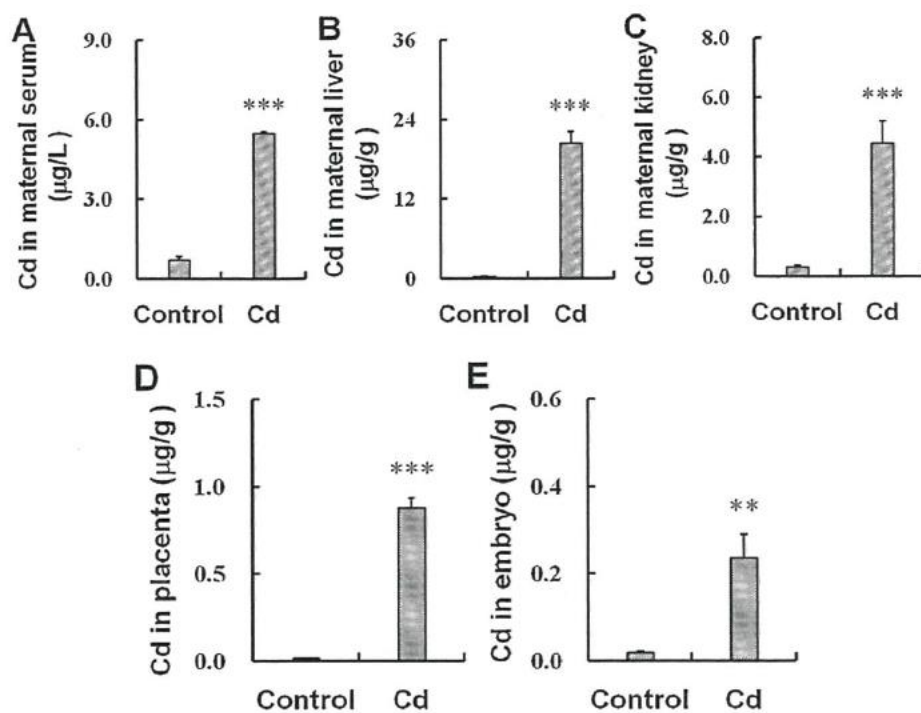 A
Cd in maternal serum
(μg/L)
9.0
6.0
3.0
0.0
***
Control Cd
B
Cd in maternal liver
(μg/g)
36
24
12
0
***
Control Cd
C
Cd in maternal kidney
(μg/g)
8.0
6.0
4.0
2.0
0.0
***
Control Cd
D
Cd in placenta (μg/g)
1.5
1.0
0.5
0.0
***
Control Cd
E
Cd in embryo (μg/g)
0.6
0.4
0.2
0.0
**
Control Cd